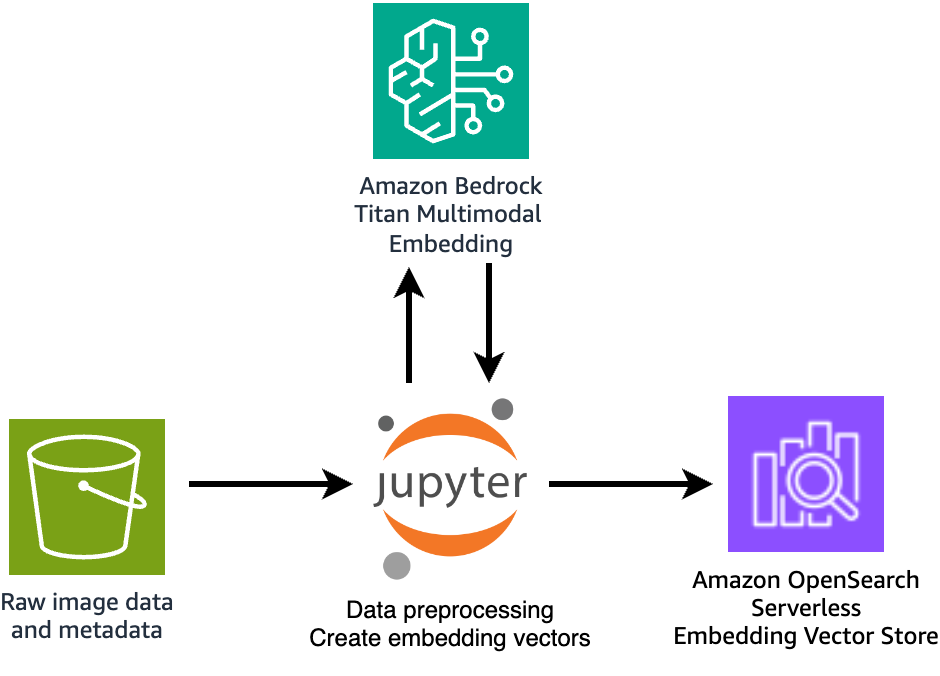 Amazon Bedrock
Titan Multimodal
Embedding
jupyter
Raw image data
and metadata
Data preprocessing
Create embedding vectors
Amazon OpenSearch
Serverless
Embedding Vector Store